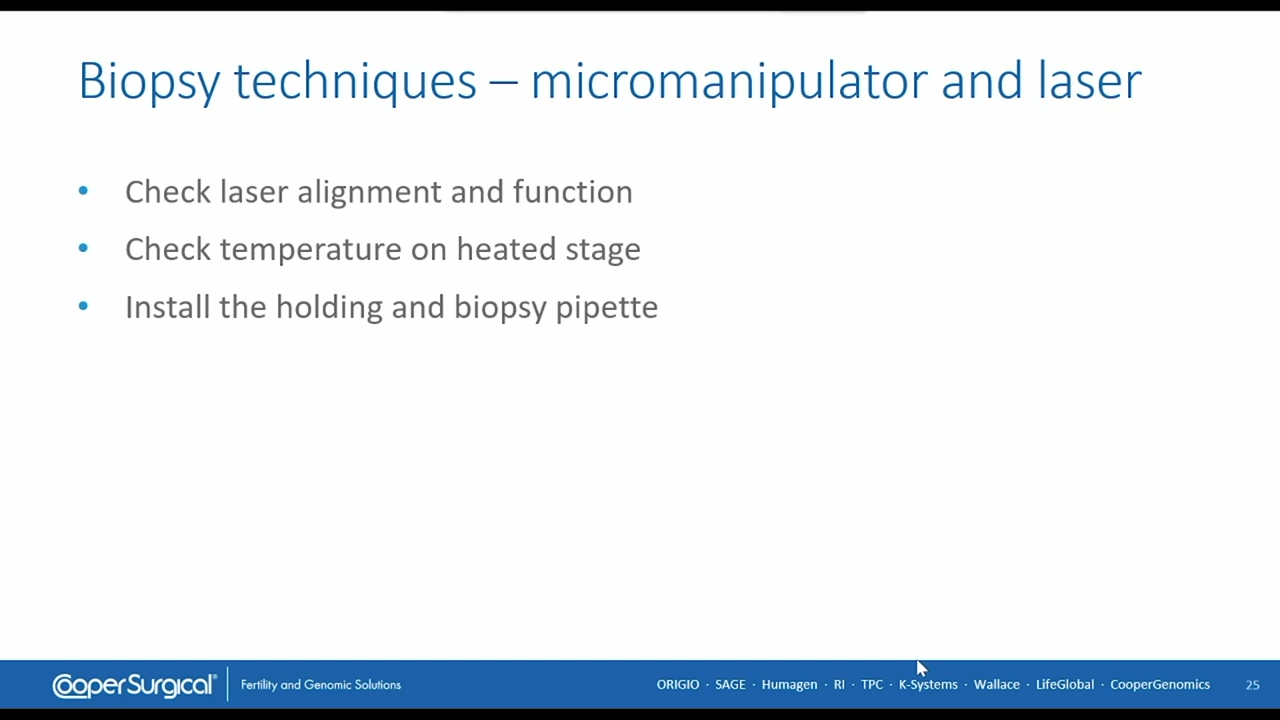 Biopsy techniques – micromanipulator and laser
• Check laser alignment and function
• Check temperature on heated stage
• Install the holding and biopsy pipette
CooperSurgical® Fertility and Genomic Solutions ORIGIO · SAGE · Humagen · RI · TPC · K-Systems · Wallace · LifeGlobal · CooperGenomics 25